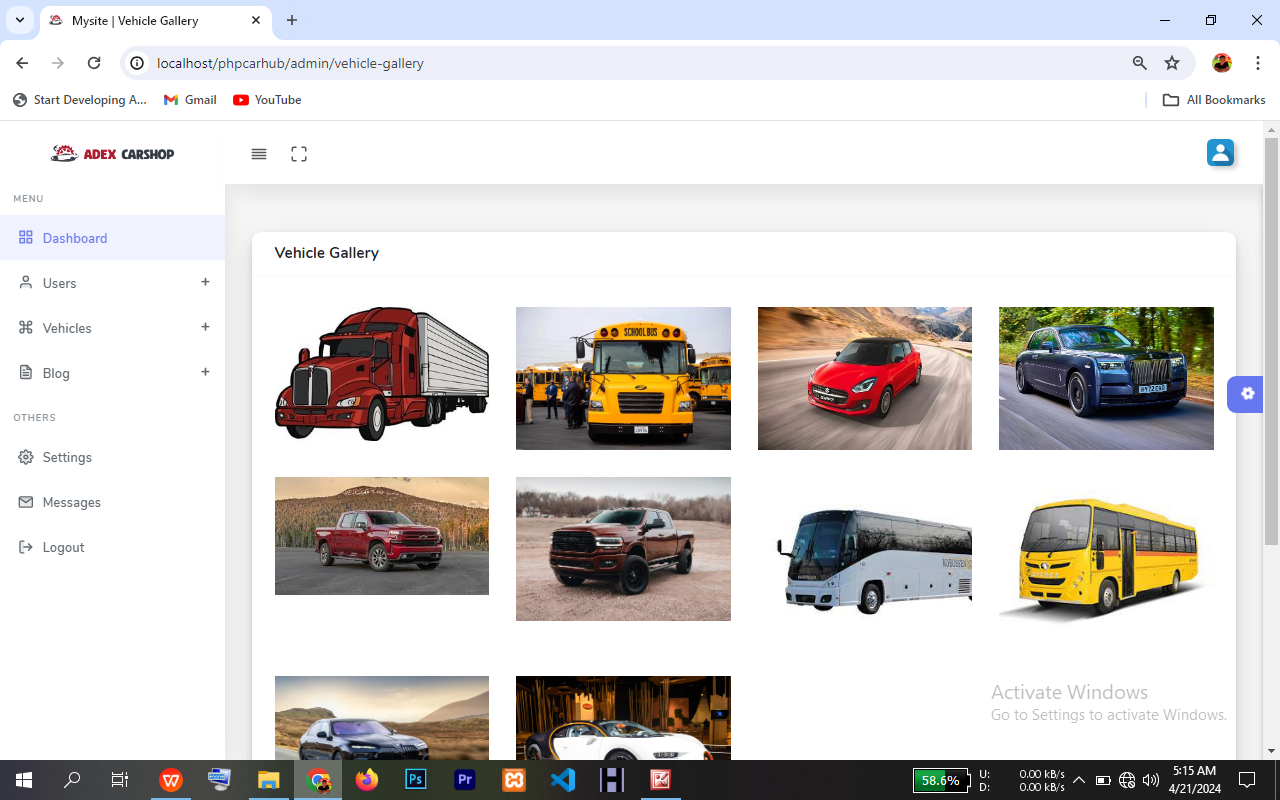 Mysite | Vehicle Gallery
localhost/phpcarhub/admin/vehicle-gallery
Start Developing A...
Gmail
YouTube
All Bookmarks
ADEX CARSHOP
MENU
Dashboard
Users
Vehicles
Blog
OTHERS
Settings
Messages
Logout
Vehicle Gallery
SCHOOL BUS
Activate Windows
Go to Settings to activate Windows.
Ps
Pr
58.6%
U: 0.00 kB/s
D: 0.00 kB/s
5:15 AM
4/21/2024